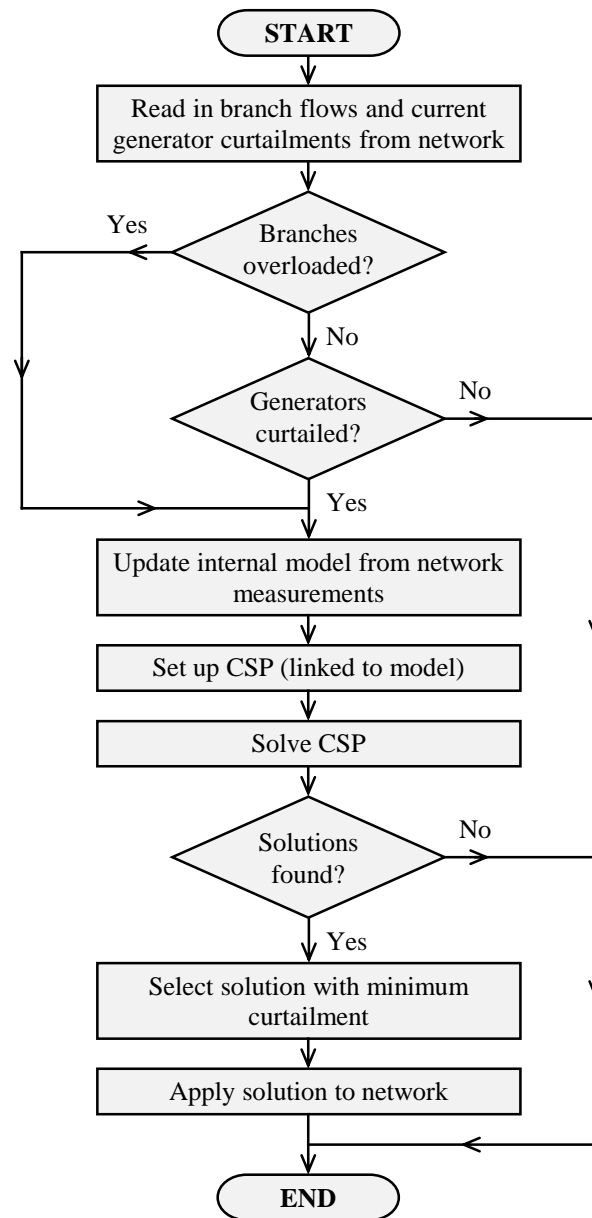 START
Read in branch flows and current
generator curtailments from network
Yes
Branches
overloaded?
No
No
Generators
curtailed?
Yes
Update internal model from network
measurements
Set up CSP (linked to model)
Solve CSP
No
Solutions
found?
Yes
Select solution with minimum
curtailment
Apply solution to network
END